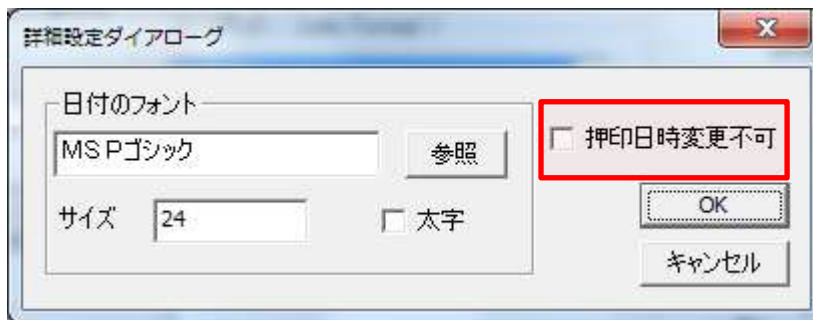 詳細設定ダイアローグ
日付のフォント
MS Pゴシック
参照
押印日時変更不可
サイズ
24
太字
OK
キャンセル